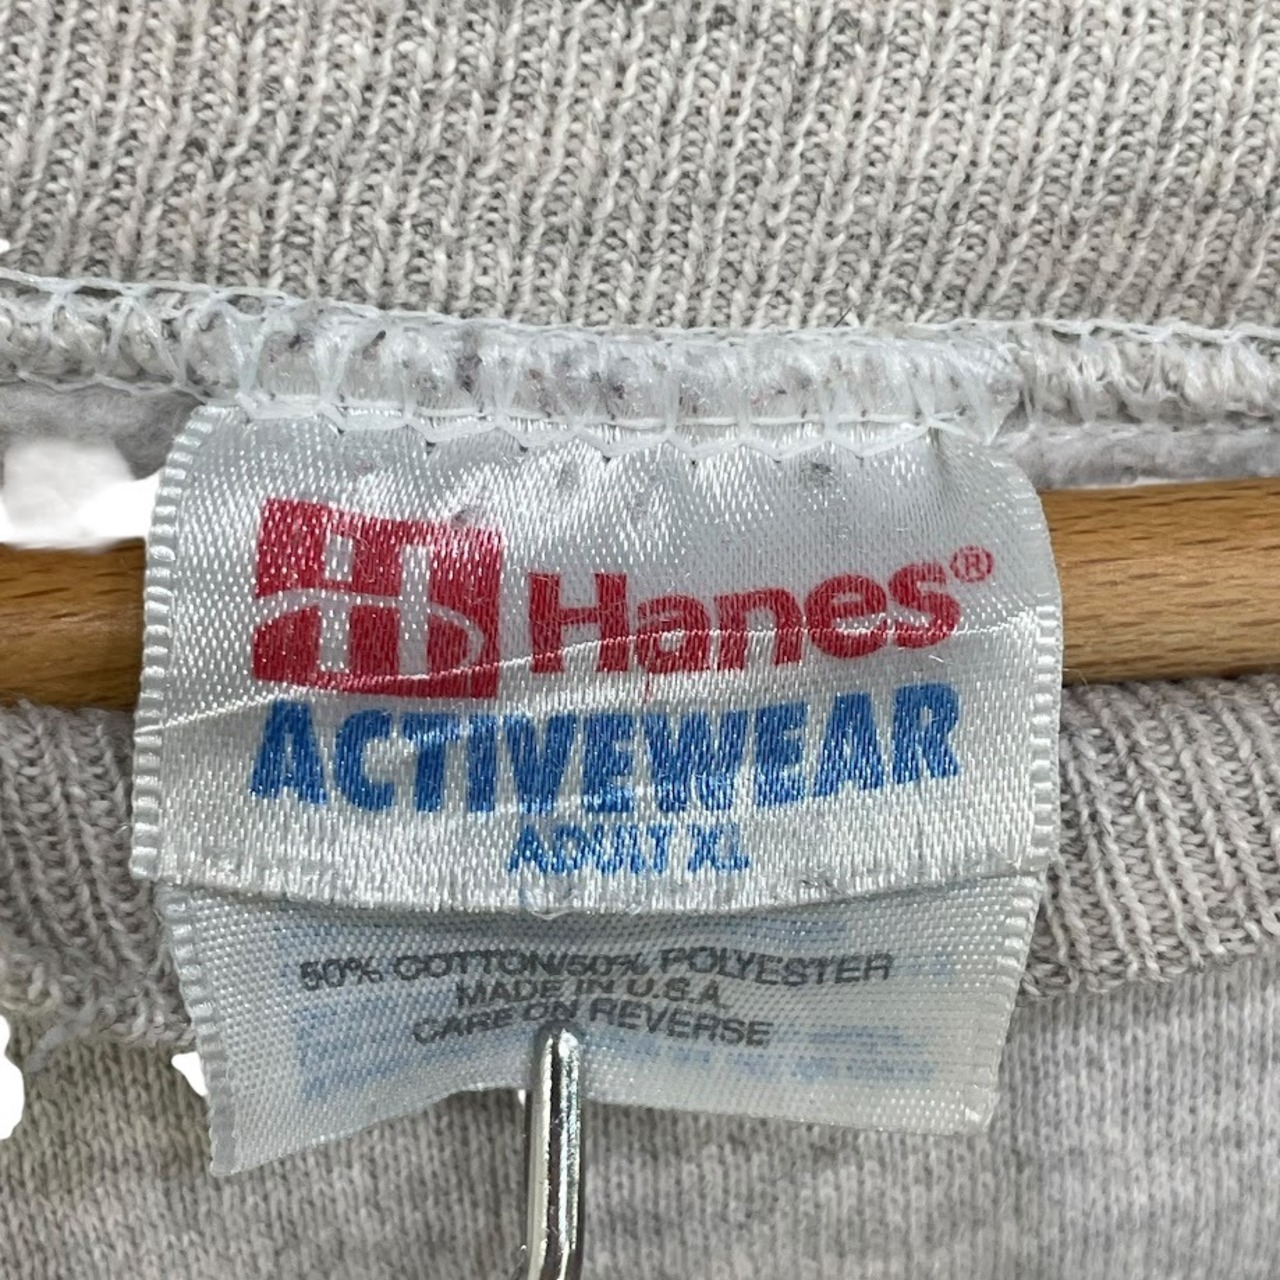 H Hanes®
ACTIVEWEAR
ADULT XL
50% COTTON/50% POLYESTER
MADE IN U.S.A.
CARE ON REVERSE